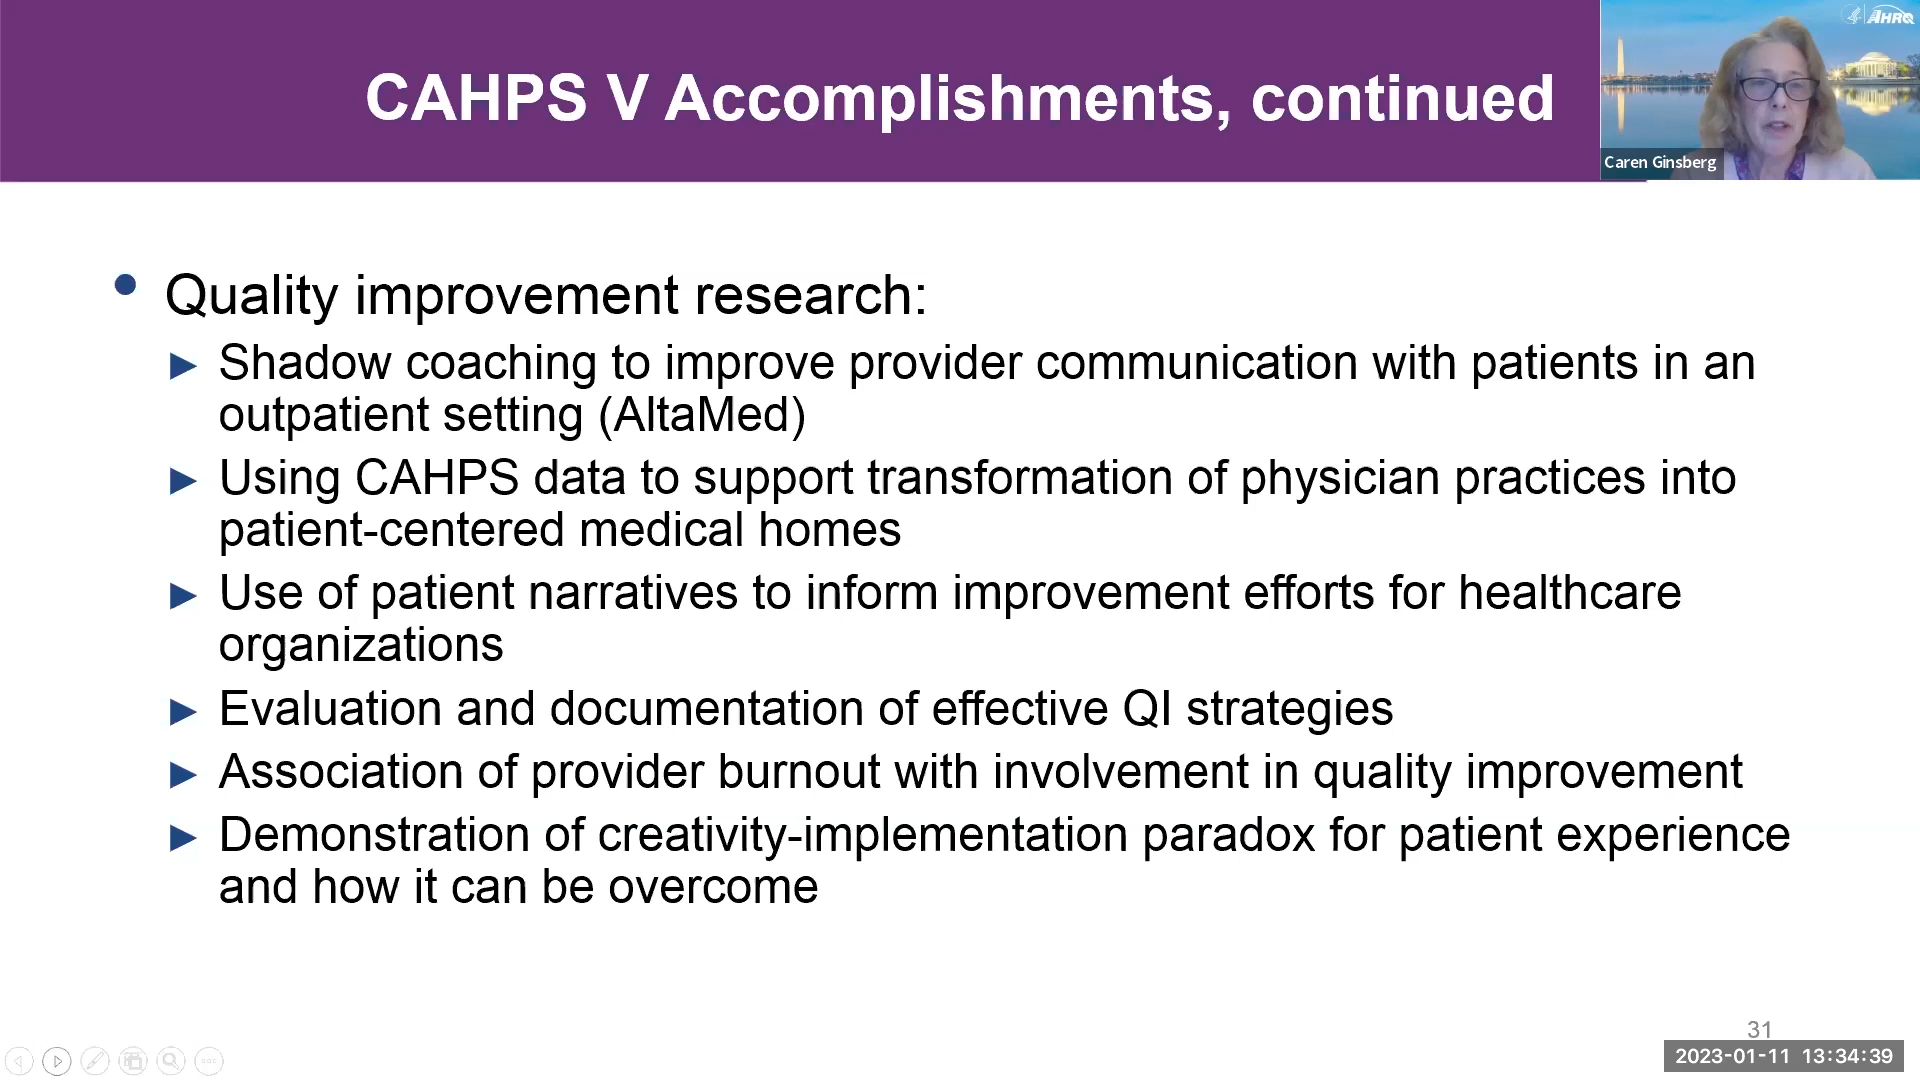 CAHPS V Accomplishments, continued
AHRQ
Caren Ginsberg
Quality improvement research:
Shadow coaching to improve provider communication with patients in an
outpatient setting (AltaMed)
Using CAHPS data to support transformation of physician practices into
patient-centered medical homes
Use of patient narratives to inform improvement efforts for healthcare
organizations
Evaluation and documentation of effective QI strategies
Association of provider burnout with involvement in quality improvement
Demonstration of creativity-implementation paradox for patient experience
and how it can be overcome
31
2023-01-11 13:34:39